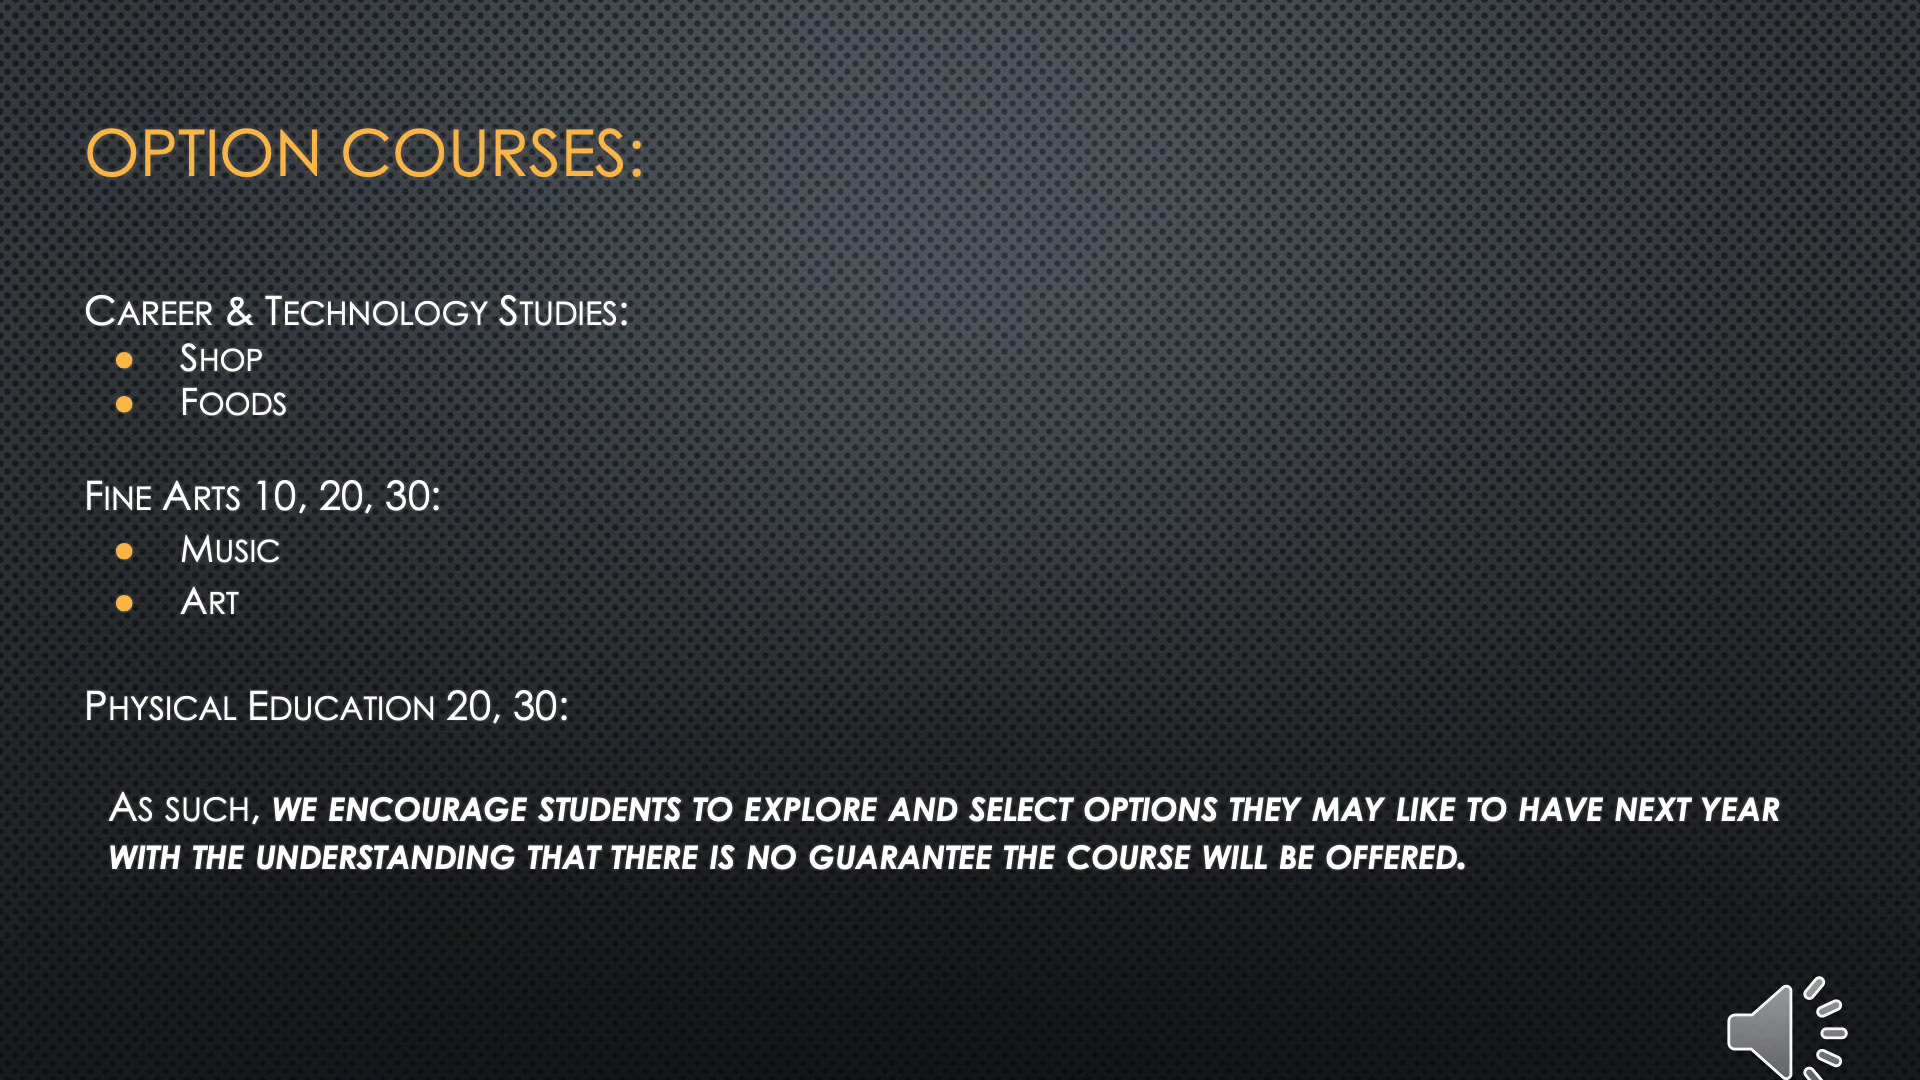 OPTION COURSES:
CAREER & TECHNOLOGY STUDIES:
• SHOP
• FOODS
FINE ARTS 10, 20, 30:
• MUSIC
• ART
PHYSICAL EDUCATION 20, 30:
AS SUCH, WE ENCOURAGE STUDENTS TO EXPLORE AND SELECT OPTIONS THEY MAY LIKE TO HAVE NEXT YEAR
WITH THE UNDERSTANDING THAT THERE IS NO GUARANTEE THE COURSE WILL BE OFFERED.